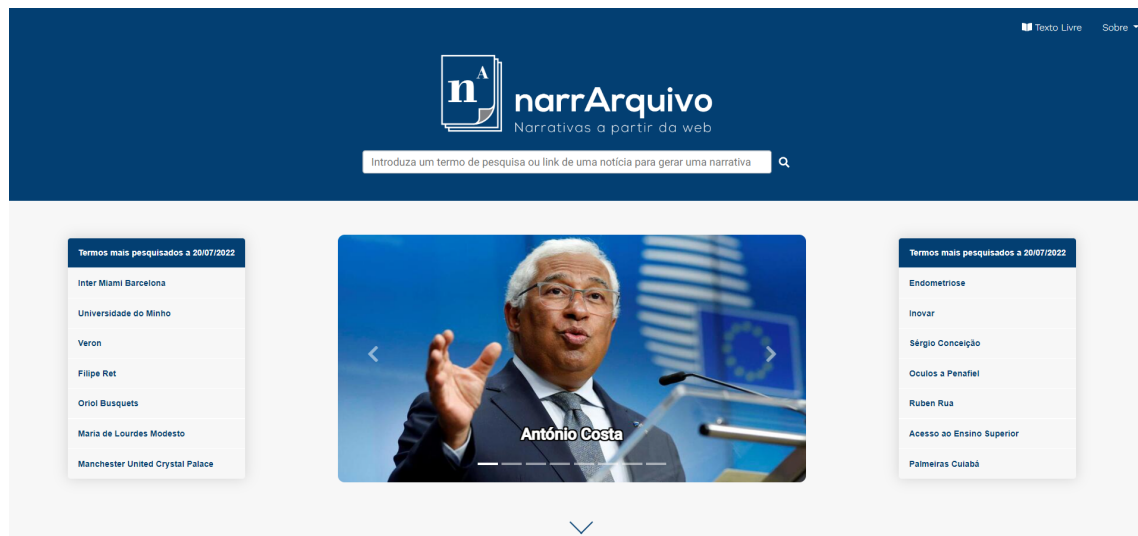 Texto Livre
Sobre
n A
narrArquivo
Narrativas a partir da web
Introduza um termo de pesquisa ou link de uma notícia para gerar uma narrativa
Termos mais pesquisados a 20/07/2022
Inter Miami Barcelona
Universidade do Minho
Veron
Filipe Ret
Oriol Busquets
Maria de Lourdes Modesto
Manchester United Crystal Palace
António Costa
Termos mais pesquisados a 20/07/2022
Endometriose
Inovar
Sérgio Conceição
Oculos a Penafiel
Ruben Rua
Acesso ao Ensino Superior
Palmeiras Cuiabá